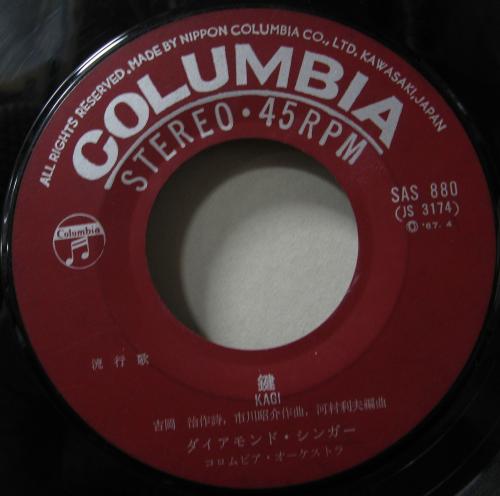 ALL RIGHTS RESERVED. MADE BY NIPPON COLUMBIA CO., LTD. KAWASAKI, JAPAN
COLUMBIA
STEREO・45RPM
SAS 880
(JS 3174)
Ⓒ '67. 4
Columbia
流行歌
鍵
KAGI
吉岡 治作詩, 市川昭介作曲, 河村利夫編曲
ダイアモンド・シンガー
コロムビア・オーケストラ